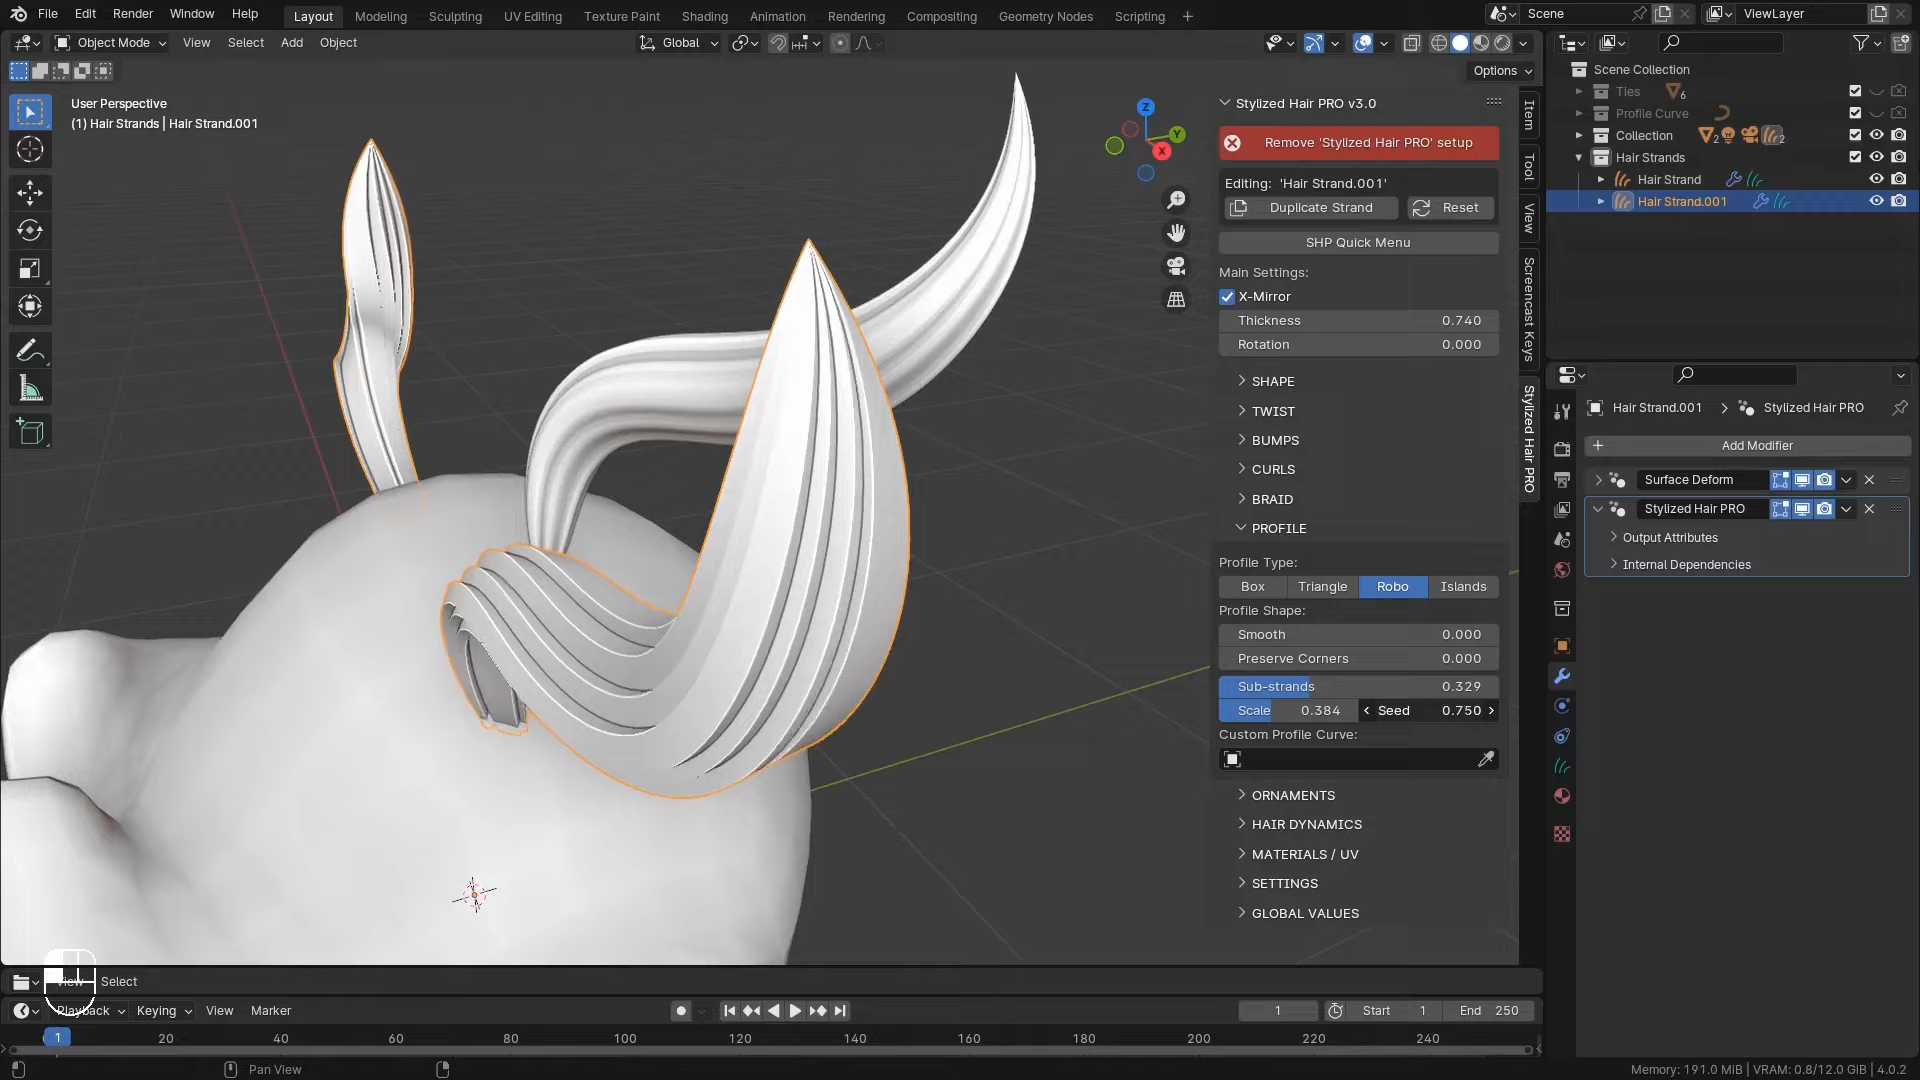 File Edit Render Window Help
Layout Modeling Sculpting UV Editing Texture Paint Shading Animation Rendering Compositing Geometry Nodes Scripting
Scene
ViewLayer
Object Mode View Select Add Object
Global
Options
User Perspective
(1) Hair Strands | Hair Strand.001
Z
Y
X
Stylized Hair PRO v3.0
Remove 'Stylized Hair PRO' setup
Editing: 'Hair Strand.001'
Duplicate Strand Reset
SHP Quick Menu
Main Settings:
X-Mirror
Thickness 0.740
Rotation 0.000
SHAPE
TWIST
BUMPS
CURLS
BRAID
PROFILE
Profile Type:
Box Triangle Robo Islands
Profile Shape:
Smooth 0.000
Preserve Corners 0.000
Sub-strands 0.329
Scale 0.384 Seed 0.750
Custom Profile Curve:
ORNAMENTS
HAIR DYNAMICS
MATERIALS / UV
SETTINGS
GLOBAL VALUES
Item
Tool
View
Screencast Keys
Stylized Hair PRO
Scene Collection
Ties 6
Profile Curve
Collection 2 2
Hair Strands
Hair Strand
Hair Strand.001
Hair Strand.001 Stylized Hair PRO
Add Modifier
Surface Deform
Stylized Hair PRO
Output Attributes
Internal Dependencies
View Select
Playback Keying View Marker
1 Start 1 End 250
1 20 40 60 80 100 120 140 160 180 200 220 240
Pan View
Memory: 191.0 MiB | VRAM: 0.8/12.0 GiB | 4.0.2